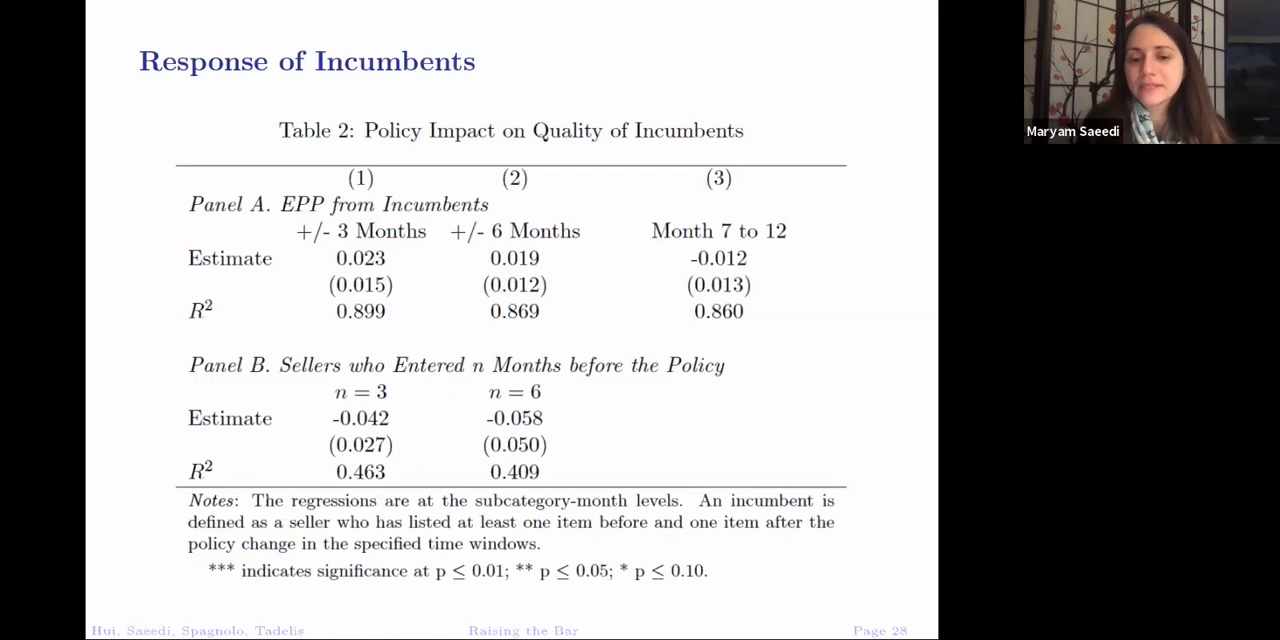 Response of Incumbents
Table 2: Policy Impact on Quality of Incumbents
(1) (2) (3)
Panel A. EPP from Incumbents
+/- 3 Months +/- 6 Months Month 7 to 12
Estimate 0.023 0.019 -0.012
(0.015) (0.012) (0.013)
R² 0.899 0.869 0.860
Panel B. Sellers who Entered n Months before the Policy
n = 3 n = 6
Estimate -0.042 -0.058
(0.027) (0.050)
R² 0.463 0.409
Notes: The regressions are at the subcategory-month levels. An incumbent is
defined as a seller who has listed at least one item before and one item after the
policy change in the specified time windows.
*** indicates significance at p ≤ 0.01; ** p ≤ 0.05; * p ≤ 0.10.
Hui, Saeedi, Spagnolo, Tadelis Raising the Bar Page 28
Maryam Saeedi